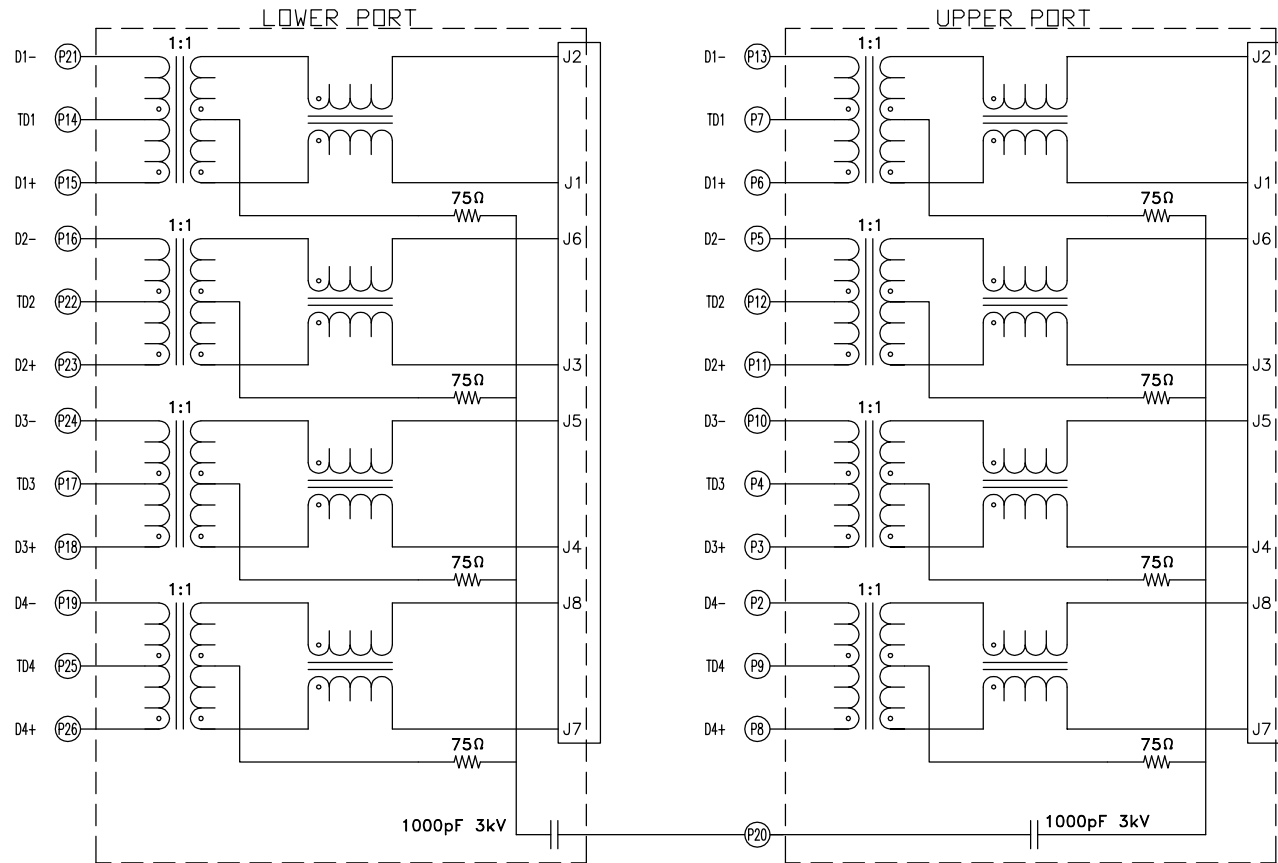 LOWER PORT
D1- P21 1:1 J2
TD1 P14
D1+ P15 J1
75Ω
D2- P16 1:1 J6
TD2 P22
D2+ P23 J3
75Ω
D3- P24 1:1 J5
TD3 P17
D3+ P18 J4
75Ω
D4- P19 1:1 J8
TD4 P25
D4+ P26 J7
75Ω
1000pF 3kV
P20
UPPER PORT
D1- P13 1:1 J2
TD1 P7
D1+ P6 J1
75Ω
D2- P5 1:1 J6
TD2 P12
D2+ P11 J3
75Ω
D3- P10 1:1 J5
TD3 P4
D3+ P3 J4
75Ω
D4- P2 1:1 J8
TD4 P9
D4+ P8 J7
75Ω
1000pF 3kV